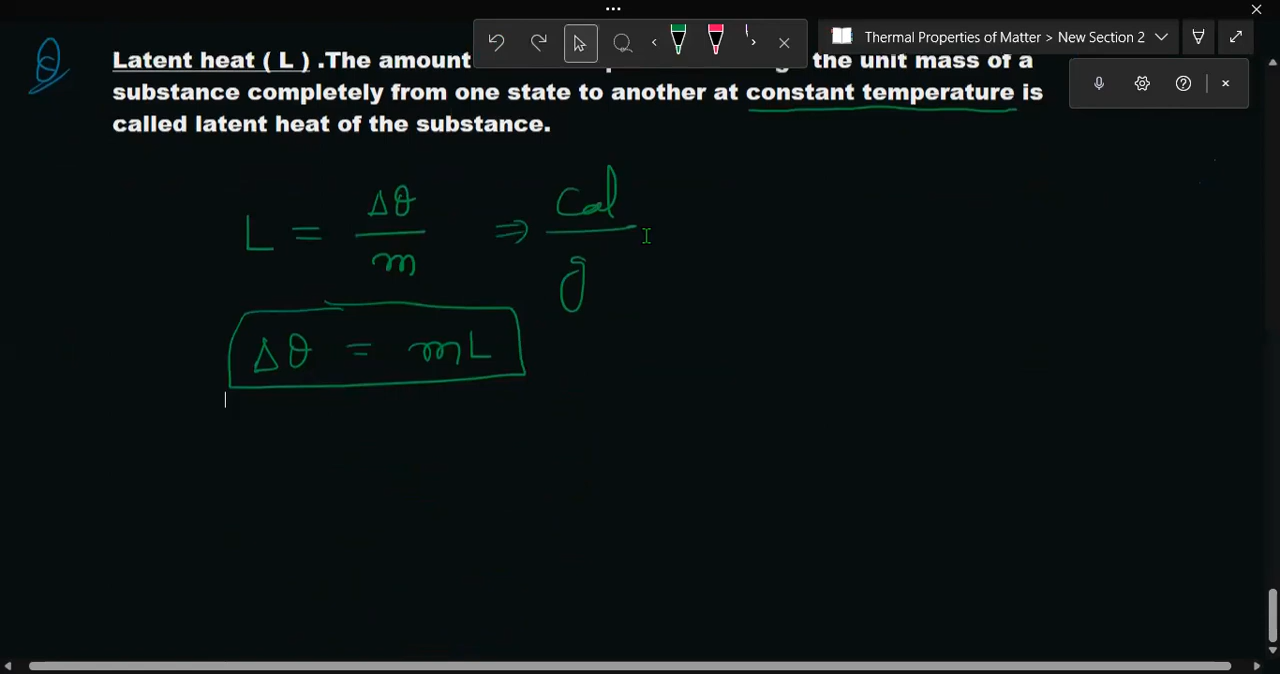 Thermal Properties of Matter > New Section 2
Latent heat ( L ) .The amount the unit mass of a
substance completely from one state to another at constant temperature is
called latent heat of the substance.
L = Δθ / m ⇒ Cal / g
Δθ = mL